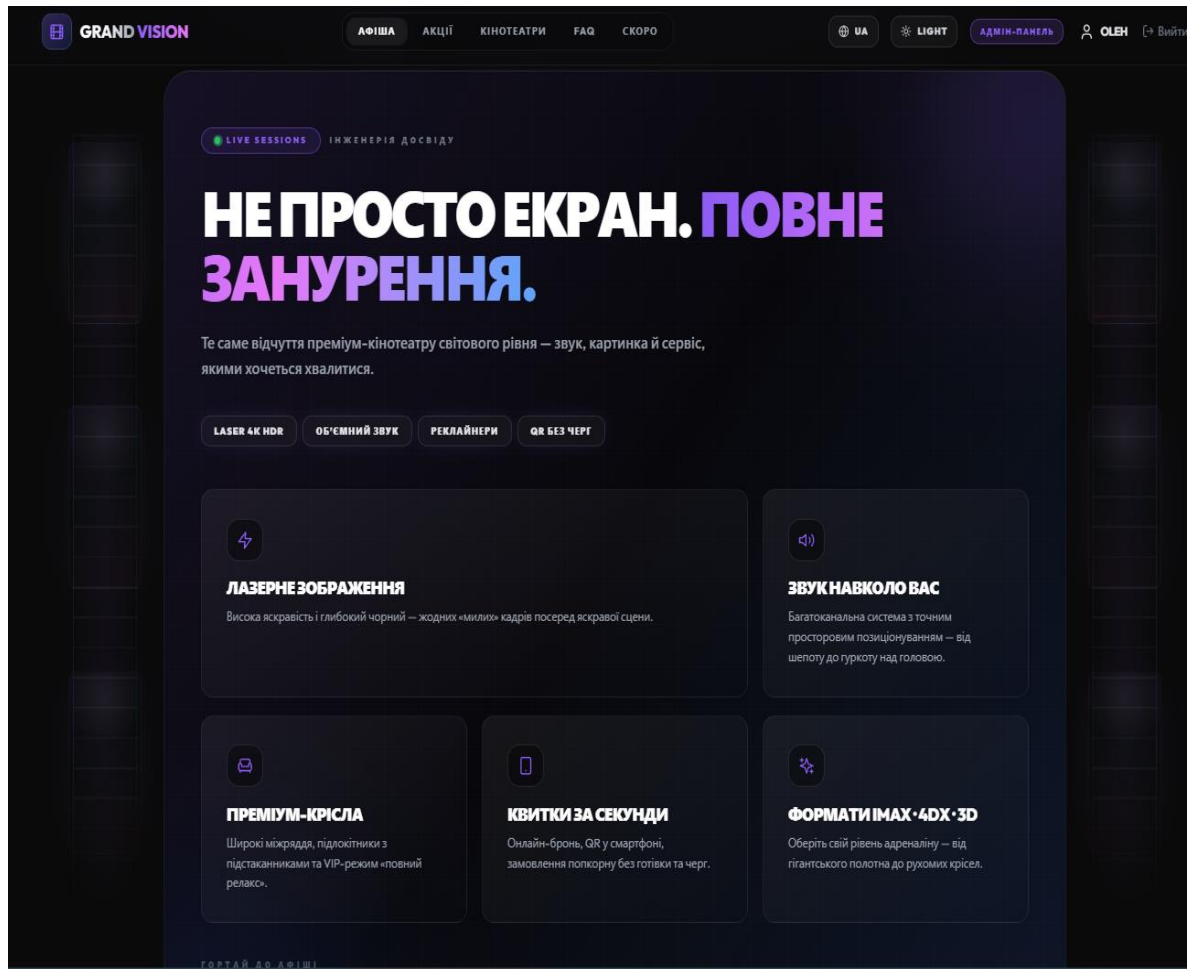 GRAND VISION
АФІША
АКЦІЇ
КІНОТЕАТРИ
FAQ
СКОРО
UA
LIGHT
АДМІН-ПАНЕЛЬ
OLEH
Вийти
LIVE SESSIONS
ІНЖЕНЕРІЯ ДОСВІДУ
НЕ ПРОСТО ЕКРАН. ПОВНЕ
ЗАНУРЕННЯ.
Те саме відчуття преміум-кінотеатру світового рівня — звук, картинка й сервіс,
якими хочеться хвалитися.
LASER 4K HDR
ОБ'ЄМНИЙ ЗВУК
РЕКЛАЙНЕРИ
QR БЕЗ ЧЕРГ
ЛАЗЕРНЕ ЗОБРАЖЕННЯ
Висока яскравість і глибокий чорний — жодних «милих» кадрів посеред яскравої сцени.
ЗВУК НАВКОЛО ВАС
Багатоканальна система з точним
просторовим позиціонуванням — від
шепоту до гуркоту над головою.
ПРЕМІУМ-КРІСЛА
Широкі міжряддя, підлокітники з
підстаканниками та VIP-режим «повний
релакс».
КВИТКИ ЗА СЕКУНДИ
Онлайн-бронь, QR у смартфоні,
замовлення попкорну без готівки та черг.
ФОРМАТИ IMAX · 4DX · 3D
Оберіть свій рівень адреналіну — від
гігантського полотна до рухомих крісел.
ГОРТАЙ ДО АФІШІ